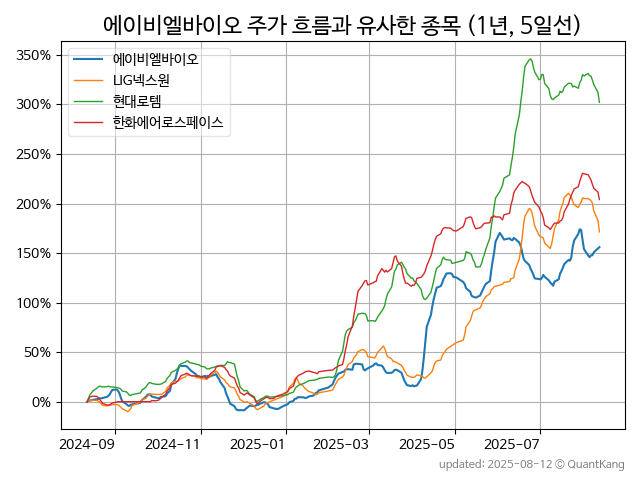 에이비엘바이오 주가 흐름과 유사한 종목 (1년, 5일선)
350%
300%
250%
200%
150%
100%
50%
0%
에이비엘바이오
LIG넥스원
현대로템
한화에어로스페이스
2024-09 2024-11 2025-01 2025-03 2025-05 2025-07
updated: 2025-08-12 © QuantKang